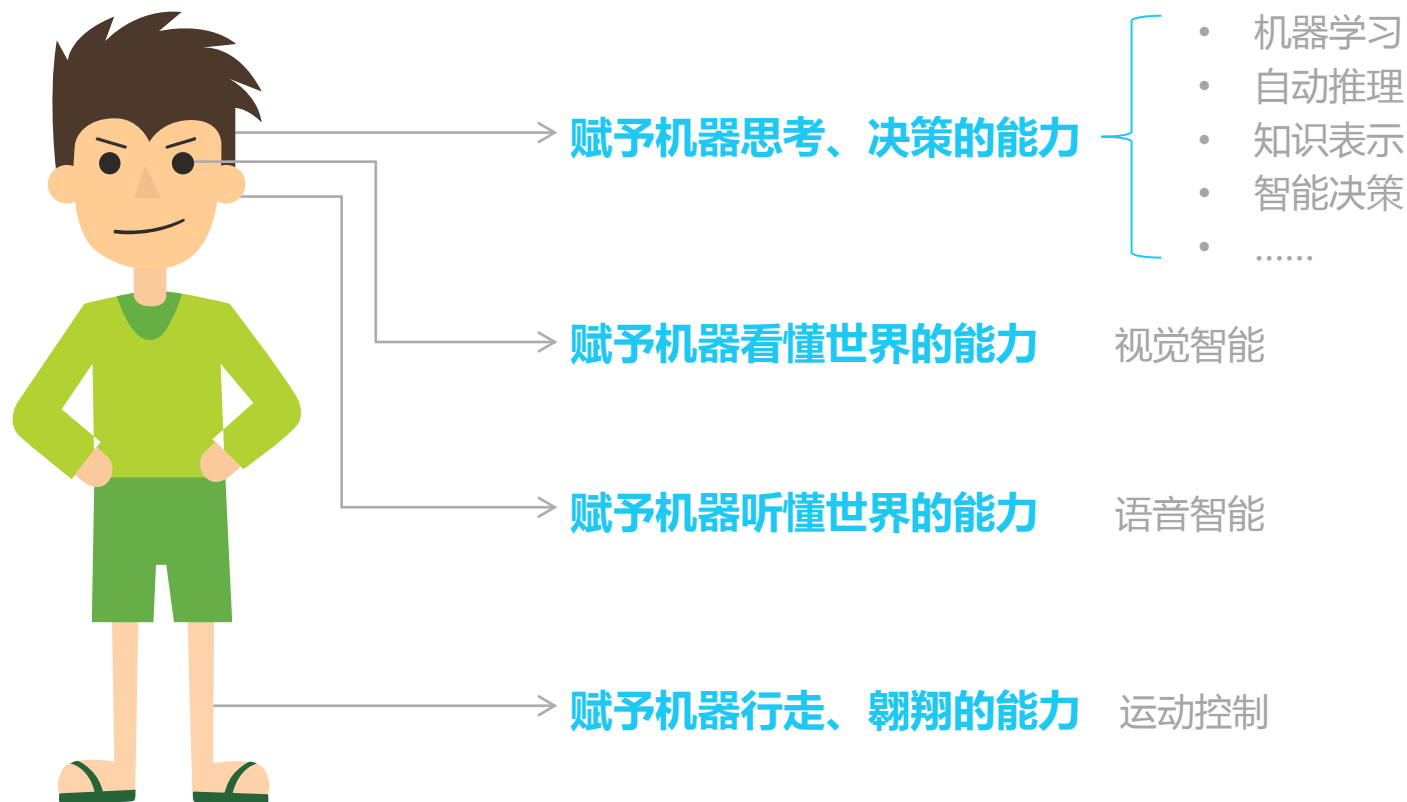 机器学习
自动推理
赋予机器思考、决策的能力
知识表示
智能决策
……
赋予机器看懂世界的能力 视觉智能
赋予机器听懂世界的能力 语音智能
赋予机器行走、翱翔的能力 运动控制